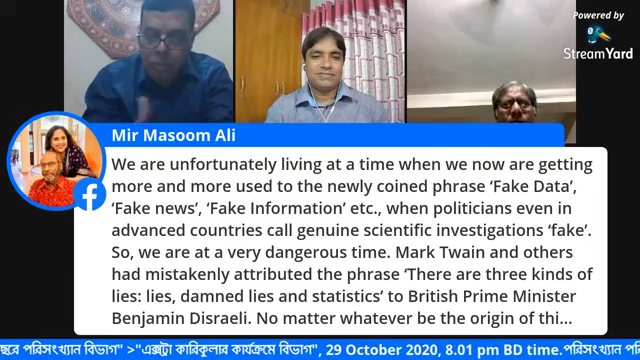 Powered by
StreamYard
Mir Masoom Ali
We are unfortunately living at a time when we now are getting
more and more used to the newly coined phrase ‘Fake Data’,
‘Fake news’, ‘Fake Information’ etc., when politicians even in
advanced countries call genuine scientific investigations ‘fake’.
So, we are at a very dangerous time. Mark Twain and others
had mistakenly attributed the phrase ‘There are three kinds of
lies: lies, damned lies and statistics’ to British Prime Minister
Benjamin Disraeli. No matter whatever be the origin of thi...
পরিসংখ্যান বিভাগ" >"এক্সট্রা কারিকুলার কার্যক্রমে বিভাগ", 29 October 2020, 8.01 pm BD time.পরিসংখ্যান